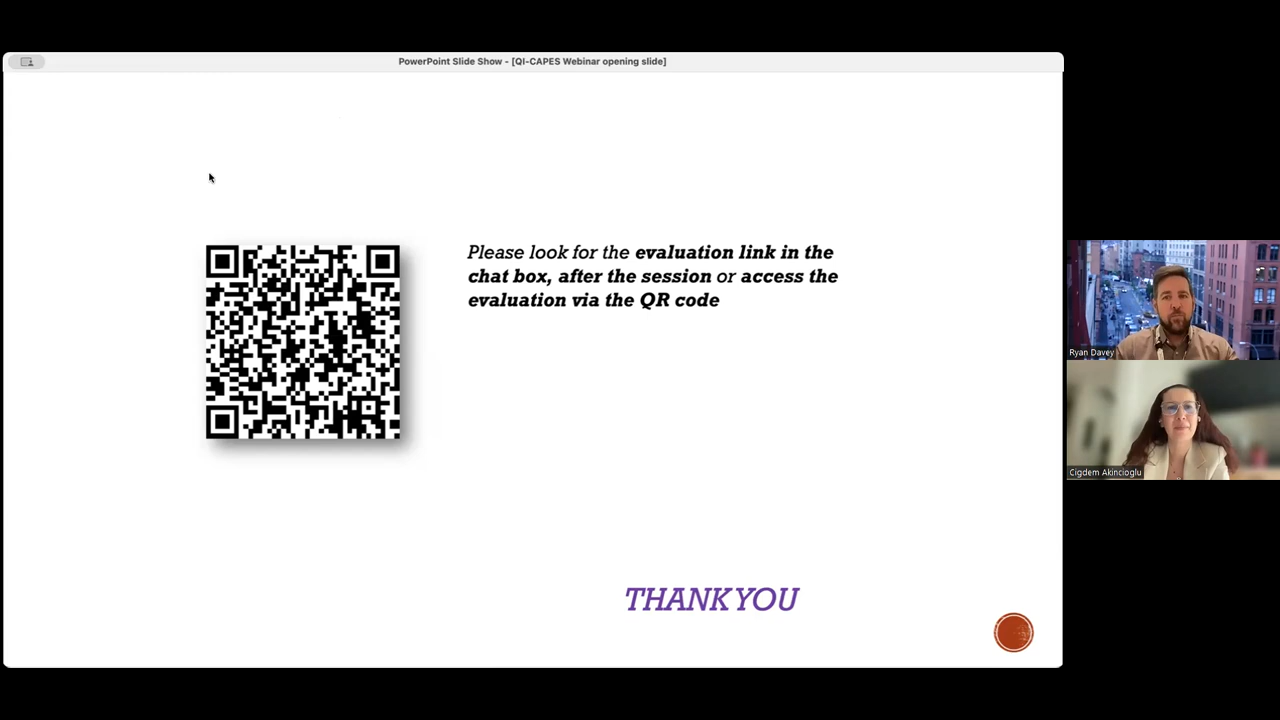 PowerPoint Slide Show - [QI-CAPES Webinar opening slide]
Please look for the evaluation link in the
chat box, after the session or access the
evaluation via the QR code
THANK YOU
Ryan Davey
Cigdem Akincioglu